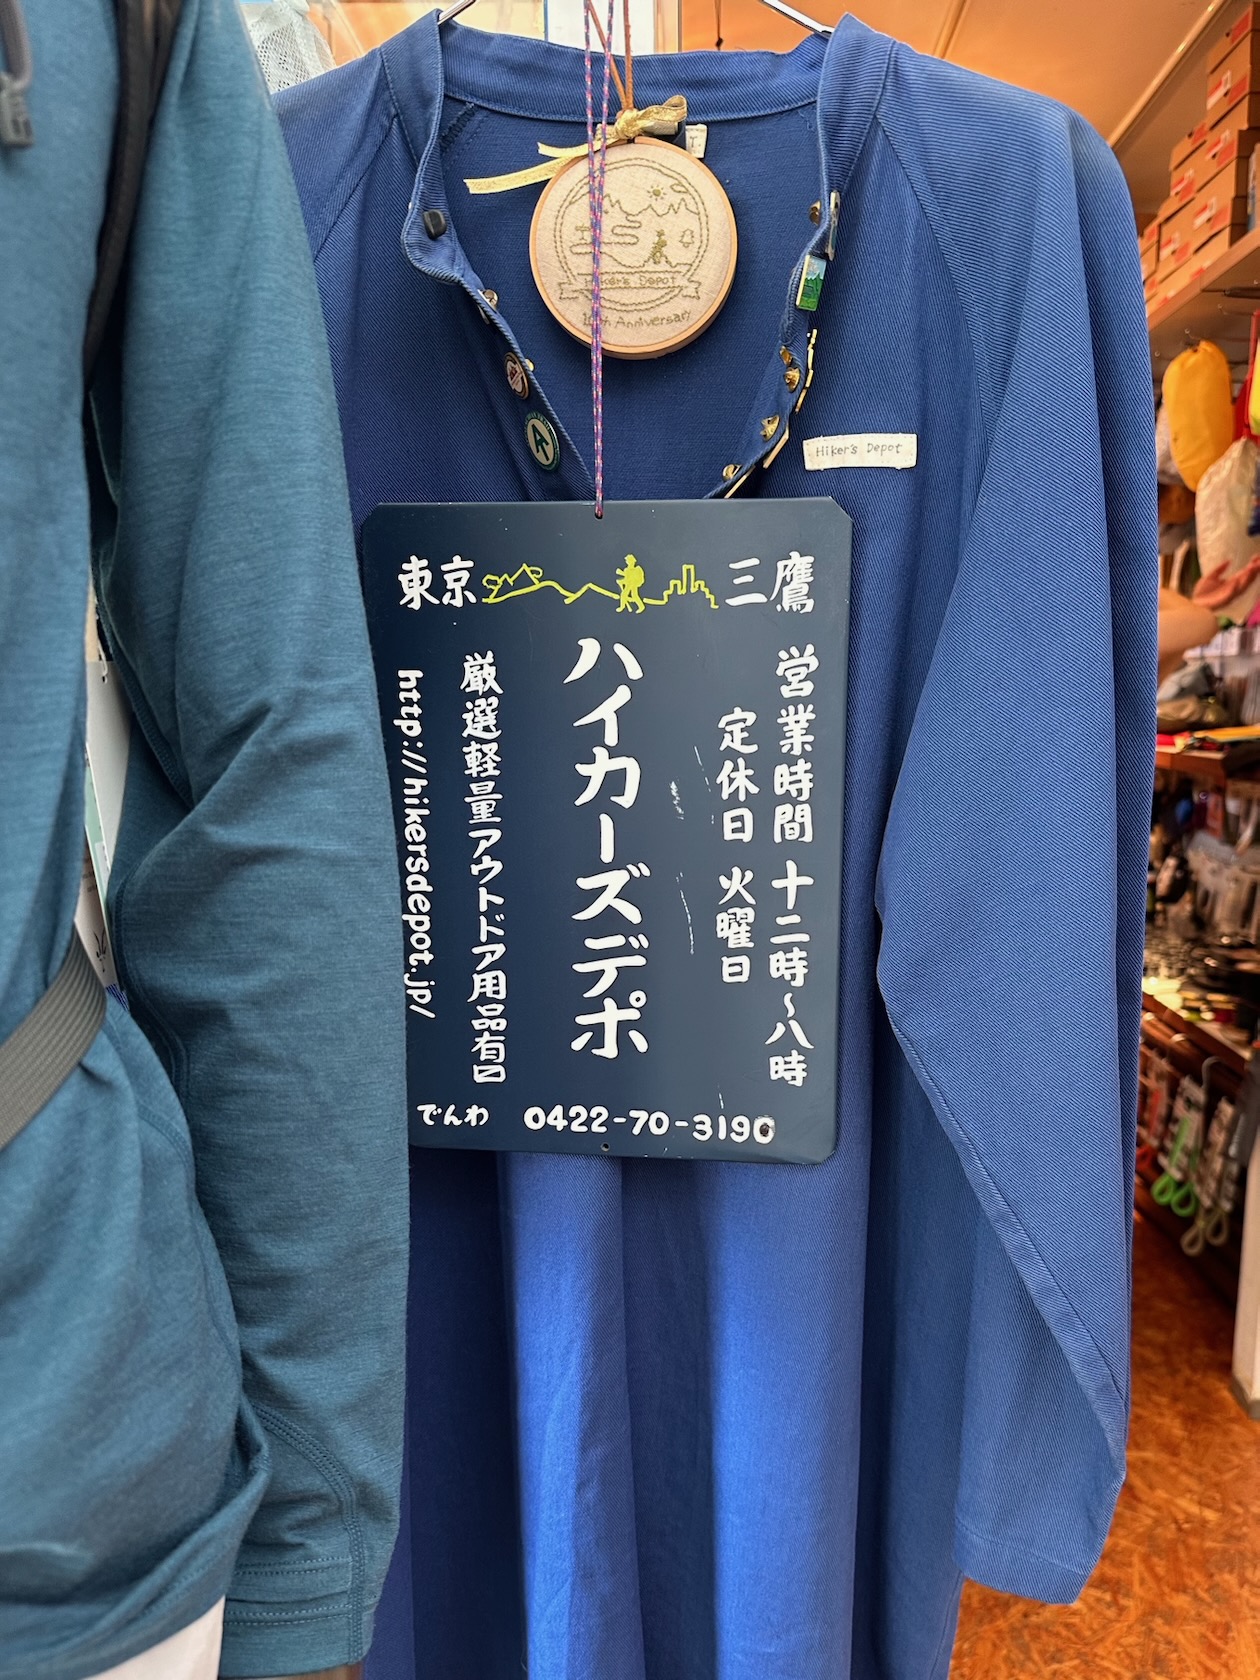 Hiker's Depot
10th Anniversary
Hiker's Depot
東京 三鷹
営業時間 十二時〜八時
定休日 火曜日
ハイカーズデポ
厳選軽量アウトドア用品有〼
http://hikersdepot.jp/
でんわ 0422-70-3190